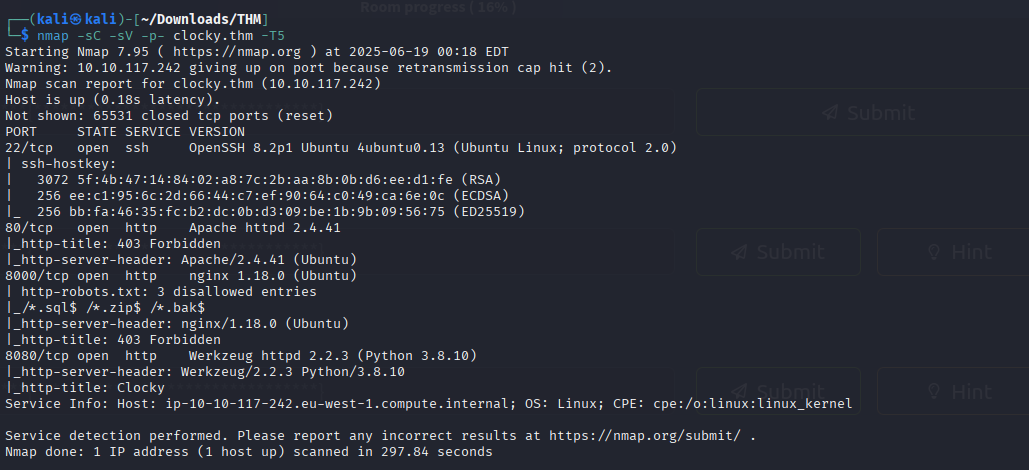 Room progress ( 16% )
┌──(kali㉿kali)-[~/Downloads/THM]
└─$ nmap -sC -sV -p- clocky.thm -T5
Starting Nmap 7.95 ( https://nmap.org ) at 2025-06-19 00:18 EDT
Warning: 10.10.117.242 giving up on port because retransmission cap hit (2).
Nmap scan report for clocky.thm (10.10.117.242)
Host is up (0.18s latency).
Not shown: 65531 closed tcp ports (reset)
PORT     STATE SERVICE VERSION
22/tcp   open  ssh     OpenSSH 8.2p1 Ubuntu 4ubuntu0.13 (Ubuntu Linux; protocol 2.0)
| ssh-hostkey:
|   3072 5f:4b:47:14:84:02:a8:7c:2b:aa:8b:0b:d6:ee:d1:fe (RSA)
|   256 ee:c1:95:6c:2d:66:44:c7:ef:90:64:c0:49:ca:6e:0c (ECDSA)
|_  256 bb:fa:46:35:fc:b2:dc:0b:d3:09:be:1b:9b:09:56:75 (ED25519)
80/tcp   open  http    Apache httpd 2.4.41
|_http-title: 403 Forbidden
|_http-server-header: Apache/2.4.41 (Ubuntu)
8000/tcp open  http    nginx 1.18.0 (Ubuntu)
| http-robots.txt: 3 disallowed entries
|_/*.sql$ /*.zip$ /*.bak$
|_http-server-header: nginx/1.18.0 (Ubuntu)
|_http-title: 403 Forbidden
8080/tcp open  http    Werkzeug httpd 2.2.3 (Python 3.8.10)
|_http-server-header: Werkzeug/2.2.3 Python/3.8.10
|_http-title: Clocky
Service Info: Host: ip-10-10-117-242.eu-west-1.compute.internal; OS: Linux; CPE: cpe:/o:linux:linux_kernel
Service detection performed. Please report any incorrect results at https://nmap.org/submit/ .
Nmap done: 1 IP address (1 host up) scanned in 297.84 seconds
Submit
Submit
Hint
Submit
Hint